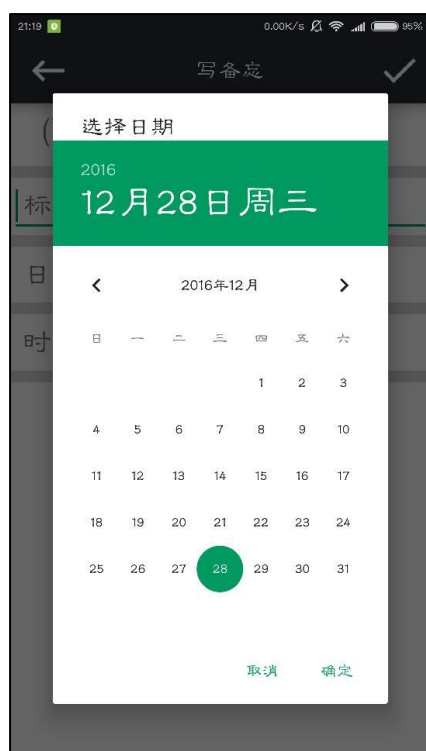 21:19 0.00K/s 95%
写备忘
(
选择日期
2016
12月28日周三
标
日
时
2016年12月
日 一 二 三 四 五 六
1 2 3
4 5 6 7 8 9 10
11 12 13 14 15 16 17
18 19 20 21 22 23 24
25 26 27 28 29 30 31
取消 确定